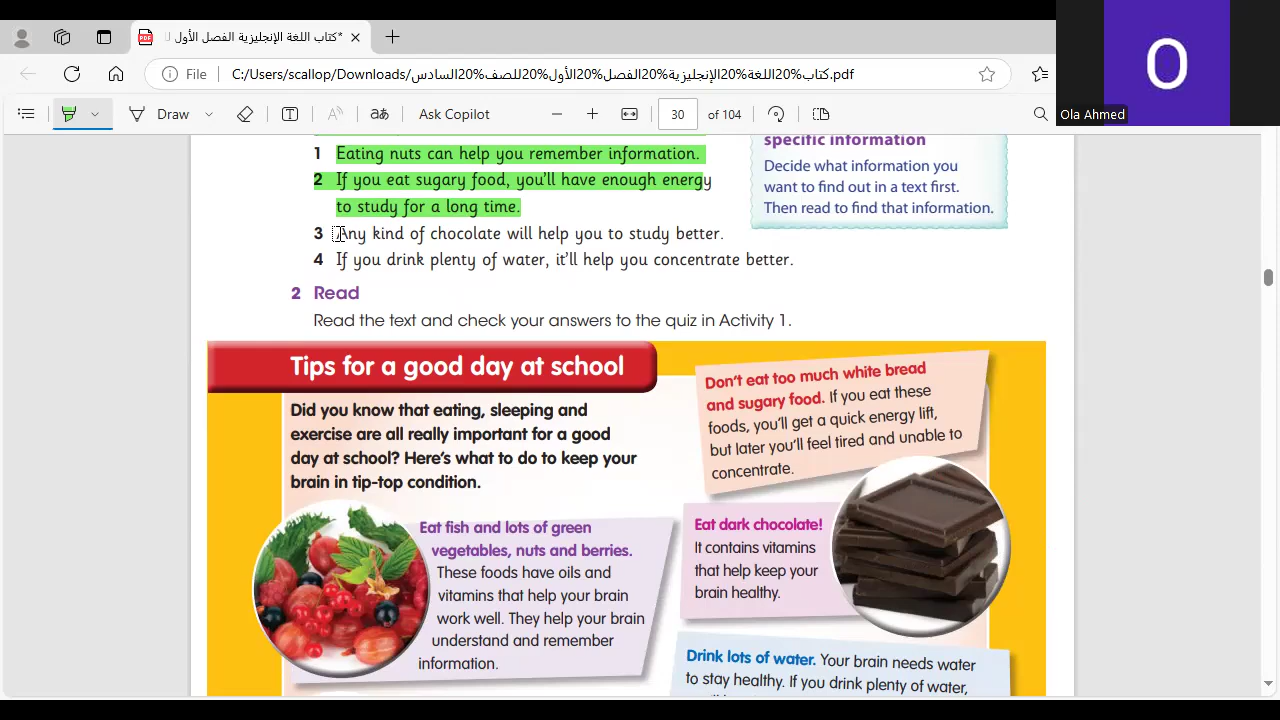 *كتاب اللغة الإنجليزية الفصل الأول ل
File
C:/Users/scallop/Downloads/كتاب%20اللغة%20الإنجليزية%20الفصل%20الأول%20للصف%20السادس.pdf
Draw
Ask Copilot
30 of 104
O
Ola Ahmed
1 Eating nuts can help you remember information.
2 If you eat sugary food, you'll have enough energy
to study for a long time.
3 Any kind of chocolate will help you to study better.
4 If you drink plenty of water, it'll help you concentrate better.
specific information
Decide what information you
want to find out in a text first.
Then read to find that information.
2 Read
Read the text and check your answers to the quiz in Activity 1.
Tips for a good day at school
Did you know that eating, sleeping and
exercise are all really important for a good
day at school? Here's what to do to keep your
brain in tip-top condition.
Don't eat too much white bread
and sugary food. If you eat these
foods, you'll get a quick energy lift,
but later you'll feel tired and unable to
concentrate.
Eat fish and lots of green
vegetables, nuts and berries.
These foods have oils and
vitamins that help your brain
work well. They help your brain
understand and remember
information.
Eat dark chocolate!
It contains vitamins
that help keep your
brain healthy.
Drink lots of water. Your brain needs water
to stay healthy. If you drink plenty of water,